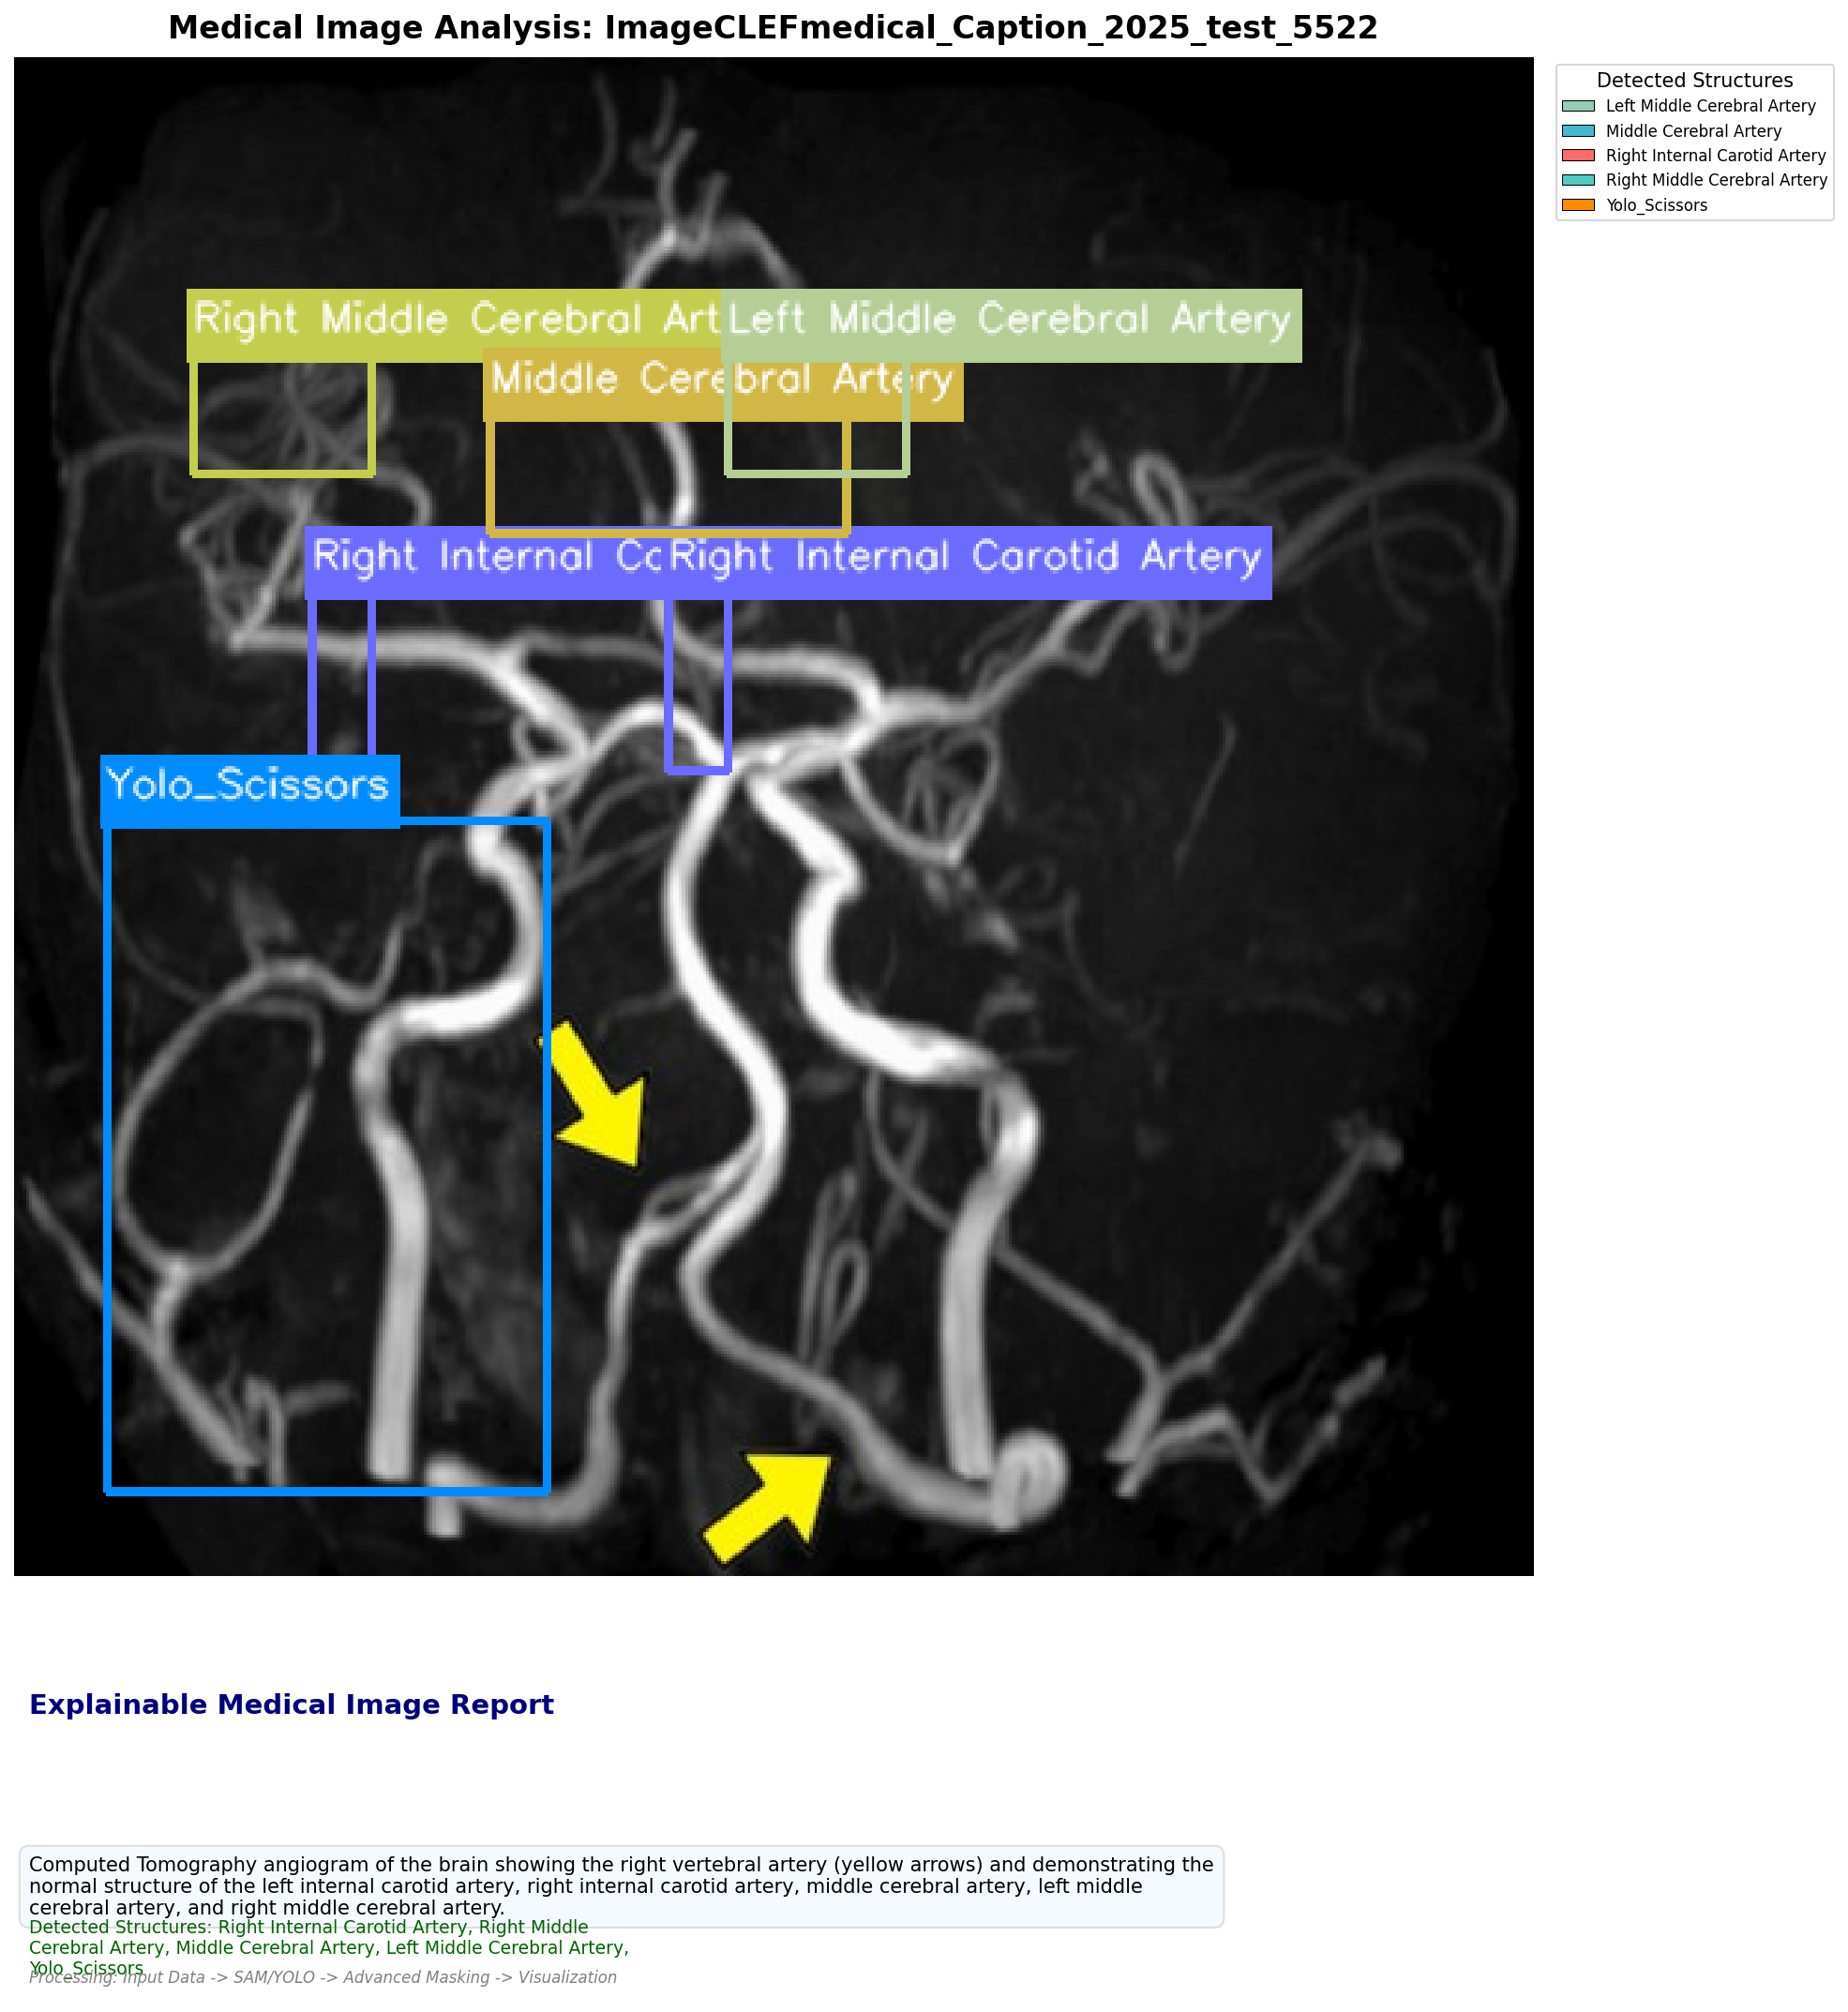 Medical Image Analysis: ImageCLEFmedical_Caption_2025_test_5522
Detected Structures
Left Middle Cerebral Artery
Middle Cerebral Artery
Right Internal Carotid Artery
Right Middle Cerebral Artery
Yolo_Scissors
Right Middle Cerebral Art
Left Middle Cerebral Artery
Middle Cerebral Artery
Right Internal Ca
Right Internal Carotid Artery
Yolo_Scissors
Explainable Medical Image Report
Computed Tomography angiogram of the brain showing the right vertebral artery (yellow arrows) and demonstrating the
normal structure of the left internal carotid artery, right internal carotid artery, middle cerebral artery, left middle
cerebral artery, and right middle cerebral artery.
Detected Structures: Right Internal Carotid Artery, Right Middle
Cerebral Artery, Middle Cerebral Artery, Left Middle Cerebral Artery,
Yolo_Scissors
Processing: Input Data -> SAM/YOLO -> Advanced Masking -> Visualization